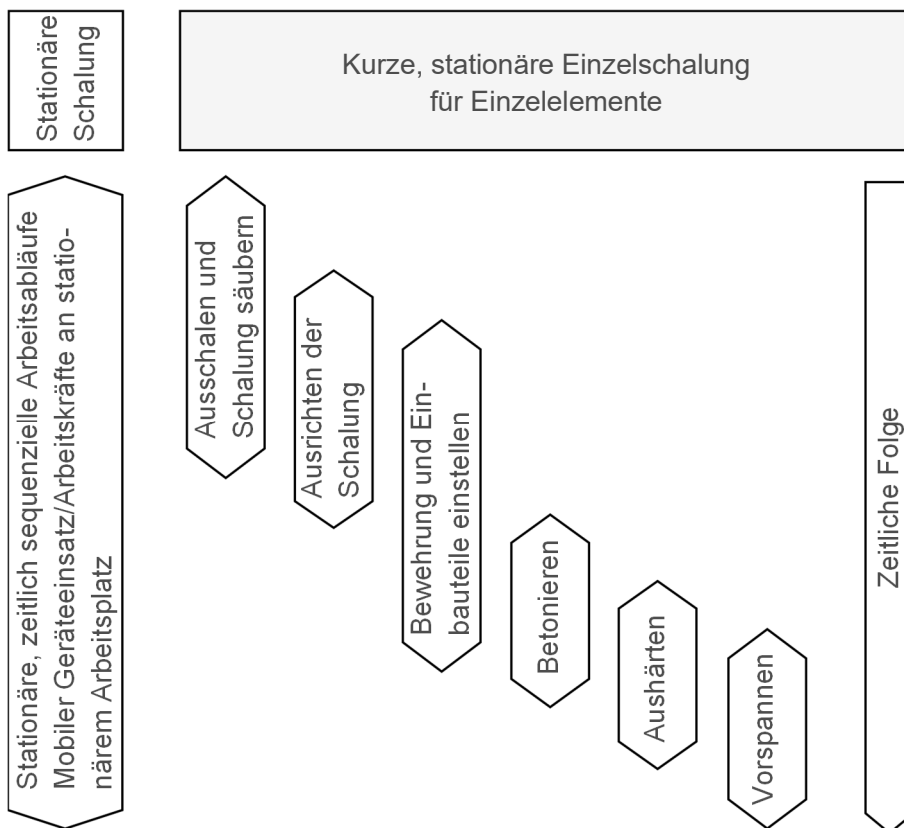 Stationäre
Schalung
Kurze, stationäre Einzelschalung
für Einzelelemente
Stationäre, zeitlich sequenzielle Arbeitsabläufe
Mobiler Geräteeinsatz/Arbeitskräfte an statio-
närem Arbeitsplatz
Ausschalen und
Schalung säubern
Ausrichten der
Schalung
Bewehrung und Ein-
bauteile einstellen
Betonieren
Aushärten
Vorspannen
Zeitliche Folge